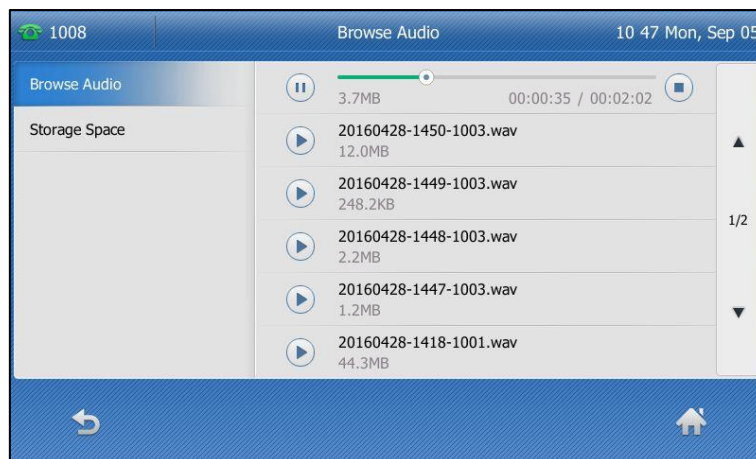 1008 Browse Audio 10 47 Mon, Sep 05
Browse Audio
Storage Space
3.7MB 00:00:35 / 00:02:02
20160428-1450-1003.wav
12.0MB
20160428-1449-1003.wav
248.2KB
20160428-1448-1003.wav
2.2MB
20160428-1447-1003.wav
1.2MB
20160428-1418-1001.wav
44.3MB
1/2